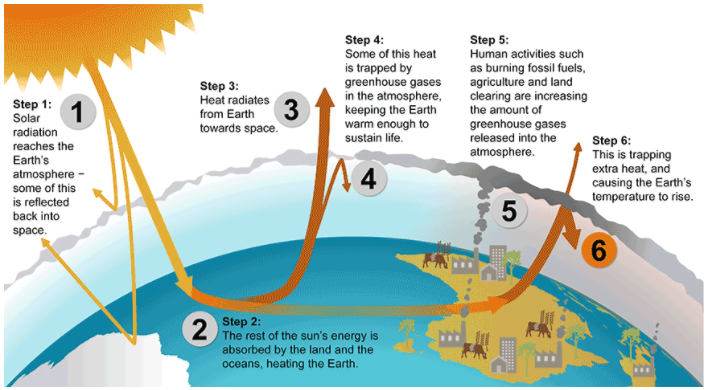 Step 1:
Solar
radiation
reaches the
Earth's
atmosphere –
some of this
is reflected
back into
space.
1
Step 2:
The rest of the sun's energy is
absorbed by the land and the
oceans, heating the Earth.
2
Step 3:
Heat radiates
from Earth
towards space.
3
Step 4:
Some of this heat
is trapped by
greenhouse gases
in the atmosphere,
keeping the Earth
warm enough to
sustain life.
4
Step 5:
Human activities such
as burning fossil fuels,
agriculture and land
clearing are increasing
the amount of
greenhouse gases
released into the
atmosphere.
5
Step 6:
This is trapping
extra heat, and
causing the Earth's
temperature to rise.
6